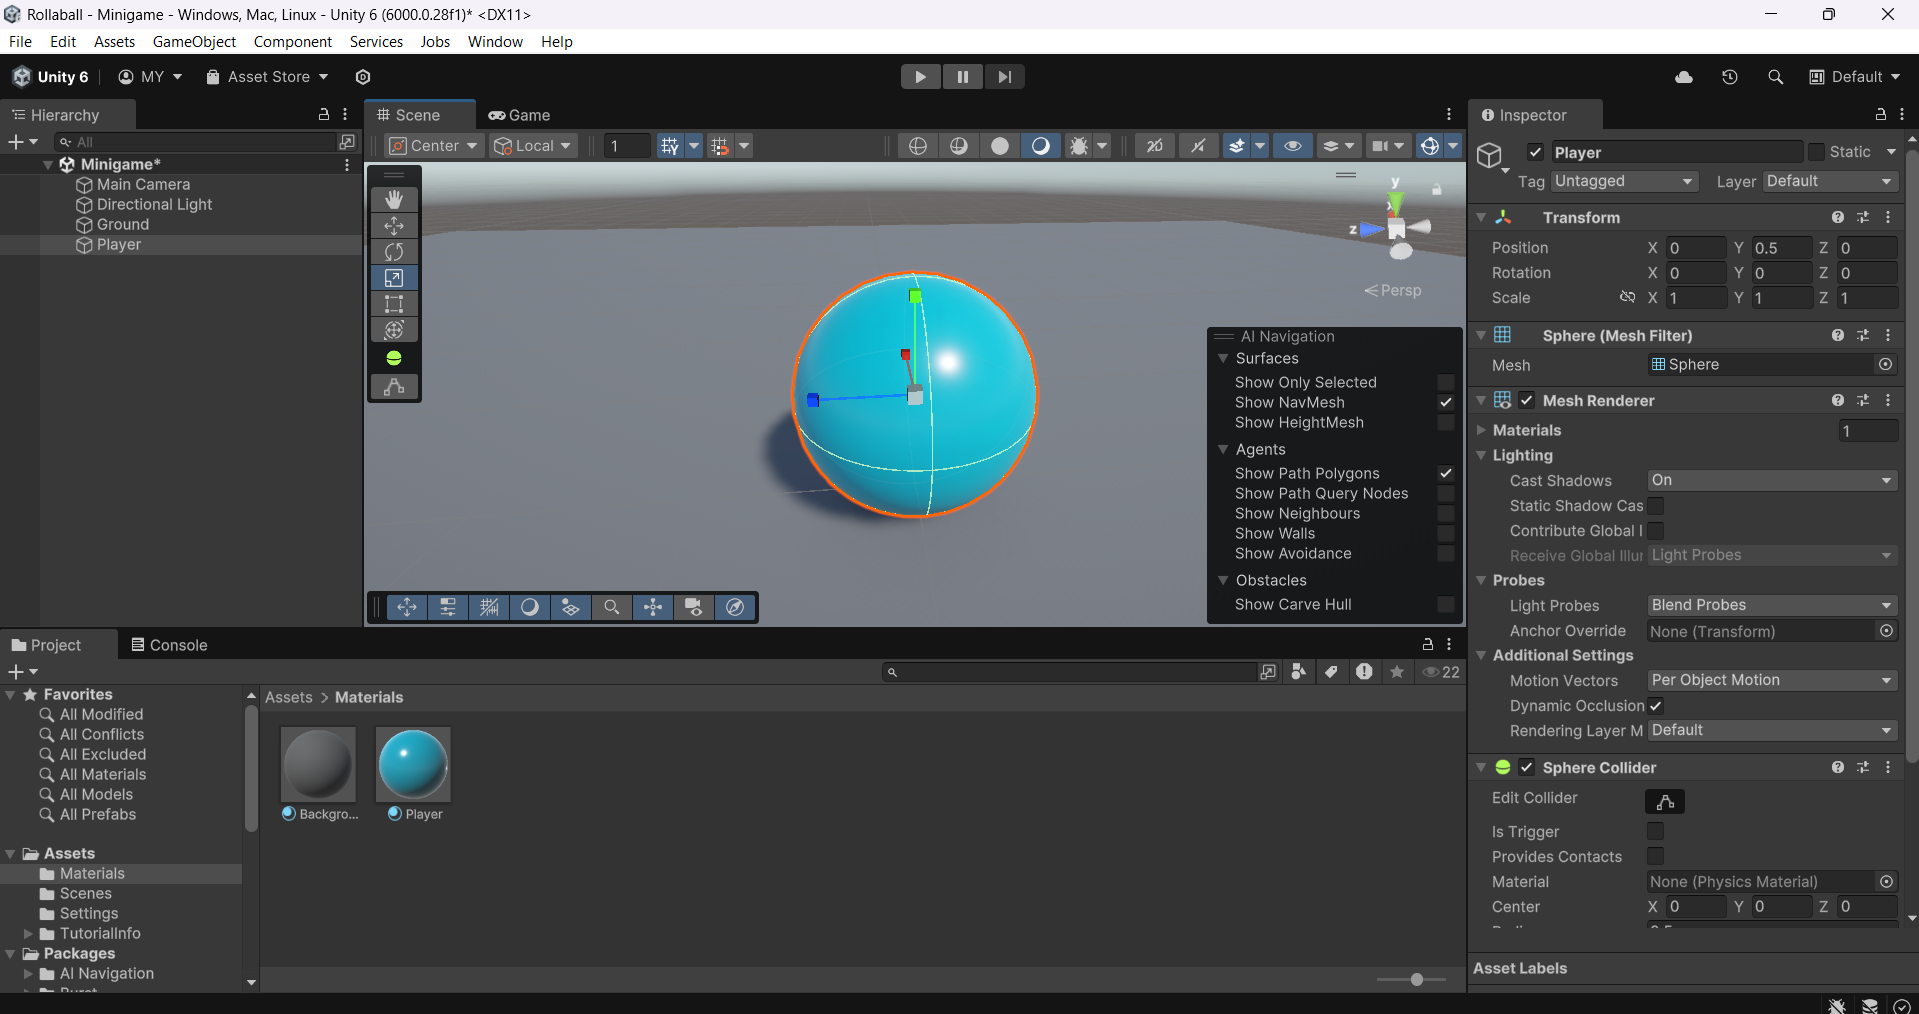 Rollaball - Minigame - Windows, Mac, Linux - Unity 6 (6000.0.28f1)* <DX11>
File Edit Assets GameObject Component Services Jobs Window Help
Unity 6 MY Asset Store Default
Hierarchy
All
Minigame*
Main Camera
Directional Light
Ground
Player
Scene Game
Center Local 1
y
x
z
Persp
AI Navigation
Surfaces
Show Only Selected
Show NavMesh
Show HeightMesh
Agents
Show Path Polygons
Show Path Query Nodes
Show Neighbours
Show Walls
Show Avoidance
Obstacles
Show Carve Hull
Inspector
Player Static
Tag Untagged Layer Default
Transform
Position X 0 Y 0.5 Z 0
Rotation X 0 Y 0 Z 0
Scale X 1 Y 1 Z 1
Sphere (Mesh Filter)
Mesh Sphere
Mesh Renderer
Materials 1
Lighting
Cast Shadows On
Static Shadow Cas
Contribute Global I
Receive Global Illur Light Probes
Probes
Light Probes Blend Probes
Anchor Override None (Transform)
Additional Settings
Motion Vectors Per Object Motion
Dynamic Occlusion
Rendering Layer M Default
Sphere Collider
Edit Collider
Is Trigger
Provides Contacts
Material None (Physics Material)
Center X 0 Y 0 Z 0
Asset Labels
Project Console
22
Favorites
All Modified
All Conflicts
All Excluded
All Materials
All Models
All Prefabs
Assets
Materials
Scenes
Settings
TutorialInfo
Packages
AI Navigation
Assets > Materials
Backgro... Player